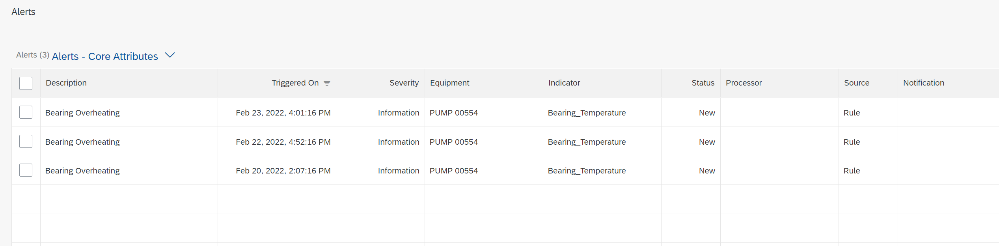 Alerts
Alerts (3) Alerts - Core Attributes
Description Triggered On Severity Equipment Indicator Status Processor Source Notification
Bearing Overheating Feb 23, 2022, 4:01:16 PM Information PUMP 00554 Bearing_Temperature New Rule
Bearing Overheating Feb 22, 2022, 4:52:16 PM Information PUMP 00554 Bearing_Temperature New Rule
Bearing Overheating Feb 20, 2022, 2:07:16 PM Information PUMP 00554 Bearing_Temperature New Rule